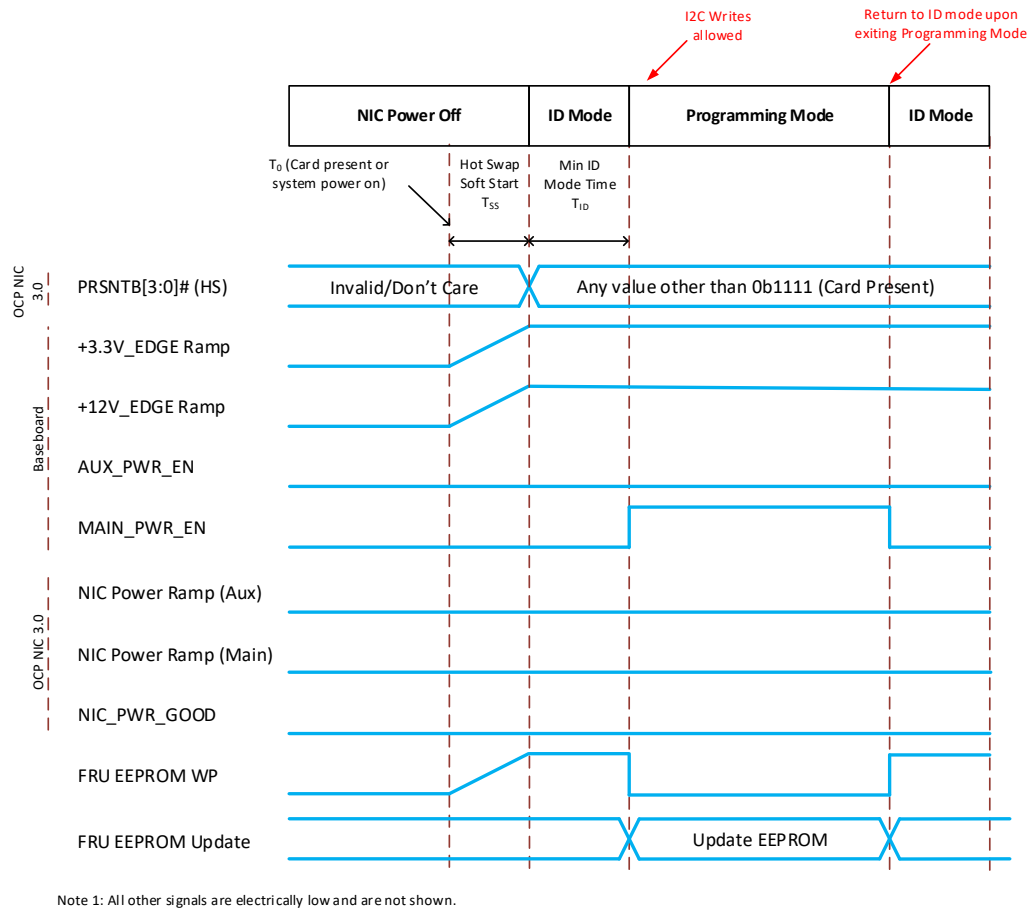 I2C Writes
allowed
Return to ID mode upon
exiting Programming Mode
NIC Power Off
ID Mode
Programming Mode
ID Mode
T0 (Card present or
system power on)
Hot Swap
Soft Start
TSS
Min ID
Mode Time
TID
OCP NIC
3.0
PRSNTB[3:0]# (HS)
Invalid/Don’t Care
Any value other than 0b1111 (Card Present)
Baseboard
+3.3V_EDGE Ramp
+12V_EDGE Ramp
AUX_PWR_EN
MAIN_PWR_EN
OCP NIC 3.0
NIC Power Ramp (Aux)
NIC Power Ramp (Main)
NIC_PWR_GOOD
FRU EEPROM WP
FRU EEPROM Update
Update EEPROM
Note 1: All other signals are electrically low and are not shown.